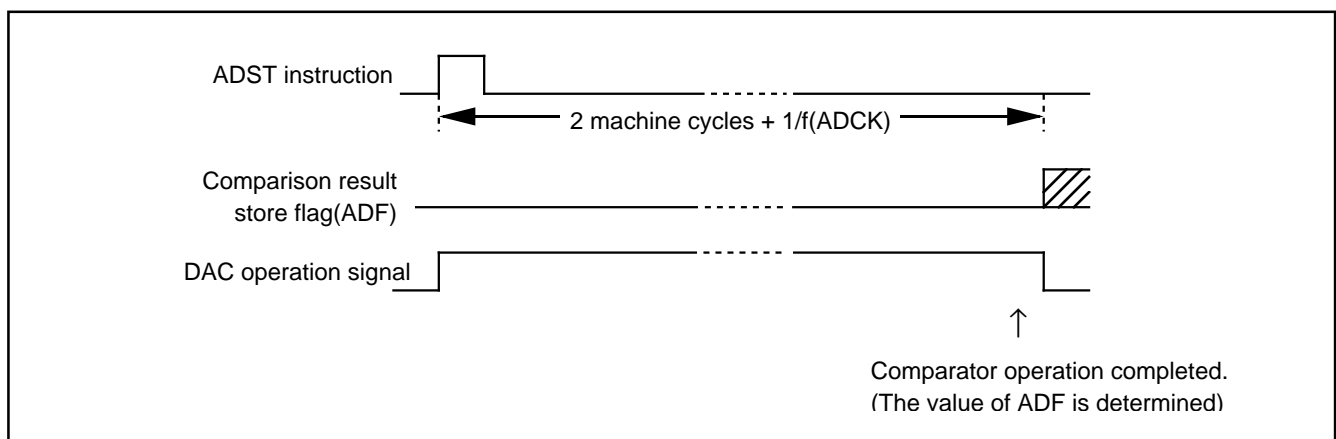 ADST instruction
2 machine cycles + 1/f(ADCK)
Comparison result
store flag(ADF)
DAC operation signal
Comparator operation completed.
(The value of ADF is determined)